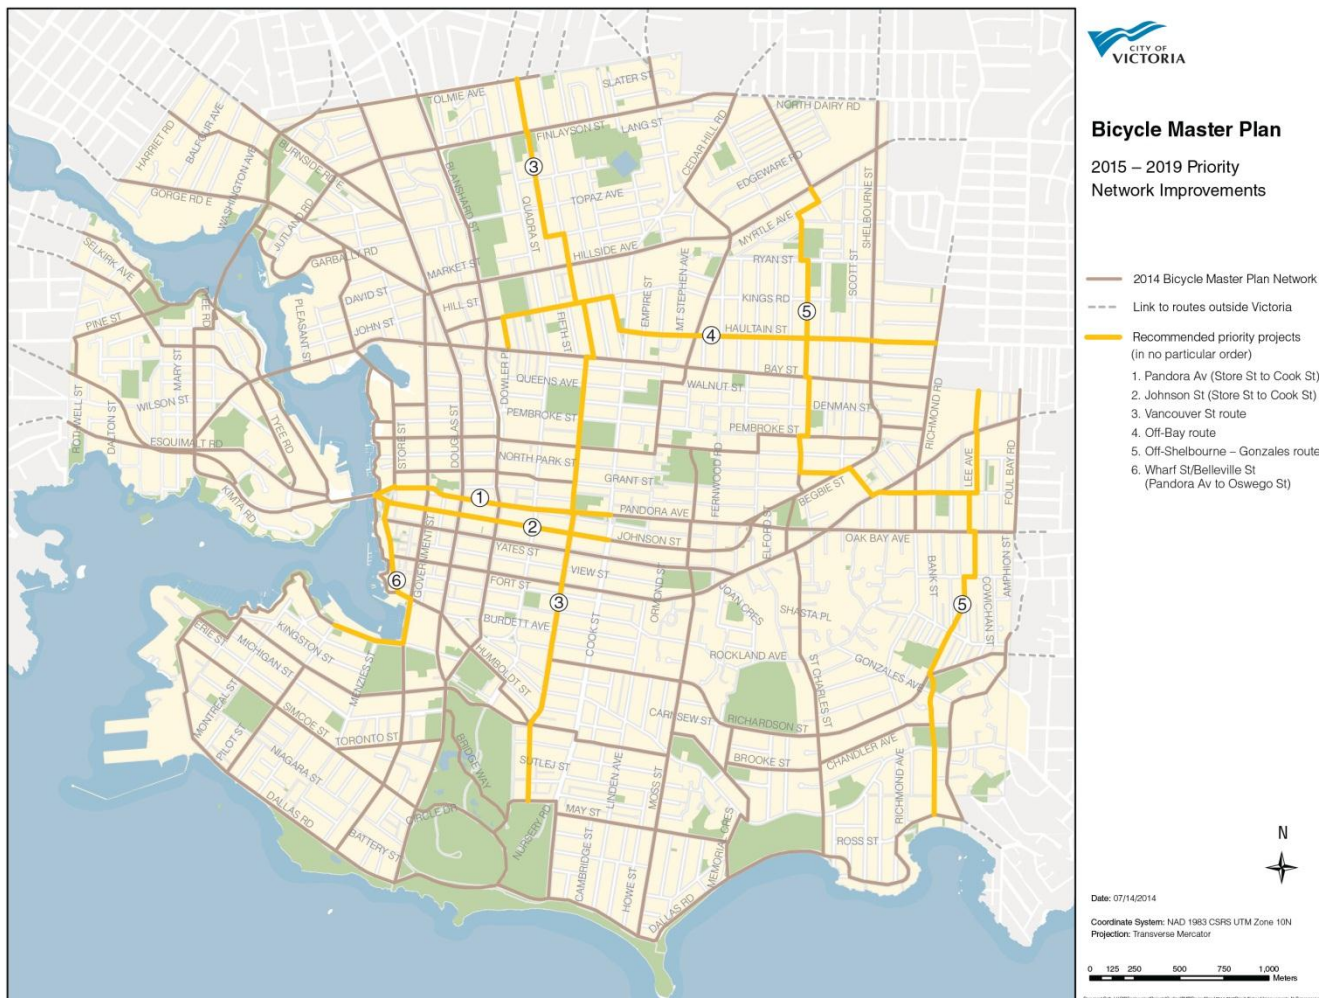 TOLMIE AVE
SLATER ST
NORTH DAIRY RD
HARRIET RD
BALFOUR AVE
BURNSIDE RD E
FINLAYSON ST
LANG ST
CEDAR HILL RD
WASHINGTON AVE
BLANSHARD ST
3
EDGEWARE RD
GORGE RD E
TOPAZ AVE
QUADRA ST
JUTLAND RD
MYRTLE AVE
SHELBOURNE ST
SELKIRK AVE
GARBALLY RD
HILLSIDE AVE
MARKET ST
RYAN ST
SCOTT ST
DAVID ST
HILL ST
EMPIRE ST
MT STEPHEN AVE
KINGS RD
TYEE RD
PLEASANT ST
JOHN ST
FIFTH ST
5
PINE ST
4
HAULTAIN ST
MARY ST
DOWLER PL
BAY ST
QUEENS AVE
WALNUT ST
RICHMOND RD
WILSON ST
PEMBROKE ST
DENMAN ST
ROTHWELL ST
DALTON ST
TYEE RD
STORE ST
DOUGLAS ST
PEMBROKE ST
ESQUIMALT RD
NORTH PARK ST
FERNWOOD RD
LEE AVE
FOUL BAY RD
GRANT ST
BEGBIE ST
KIMTA RD
1
PANDORA AVE
2
JOHNSON ST
ELFORD ST
OAK BAY AVE
GOVERNMENT ST
YATES ST
VIEW ST
BANK ST
AMPHION ST
6
FORT ST
3
ORMOND ST
JOAN CRES
SHASTA PL
5
COWICHAN ST
ERIE ST
KINGSTON ST
BURDETT AVE
COOK ST
MICHIGAN ST
MENZIES ST
HUMBOLDT ST
ROCKLAND AVE
ST CHARLES ST
GONZALES AVE
MONTREAL ST
PILOT ST
SIMCOE ST
TORONTO ST
CARNSEW ST
RICHARDSON ST
BRIDGE WAY
NIAGARA ST
SUTLEJ ST
LINDEN AVE
MOSS ST
BROOKE ST
CHANDLER AVE
DALLAS RD
CIRCLE DR
NURSERY RD
MAY ST
RICHMOND AVE
BATTERY ST
CAMBRIDGE ST
HOWE ST
DALLAS RD
MEMORIAL CRES
ROSS ST
CITY OF
VICTORIA
Bicycle Master Plan
2015 – 2019 Priority
Network Improvements
2014 Bicycle Master Plan Network
Link to routes outside Victoria
Recommended priority projects
(in no particular order)
1. Pandora Av (Store St to Cook St)
2. Johnson St (Store St to Cook St)
3. Vancouver St route
4. Off-Bay route
5. Off-Shelbourne – Gonzales route
6. Wharf St/Belleville St
(Pandora Av to Oswego St)
N
Date: 07/14/2014
Coordinate System: NAD 1983 CSRS UTM Zone 10N
Projection: Transverse Mercator
0 125 250 500 750 1,000
Meters